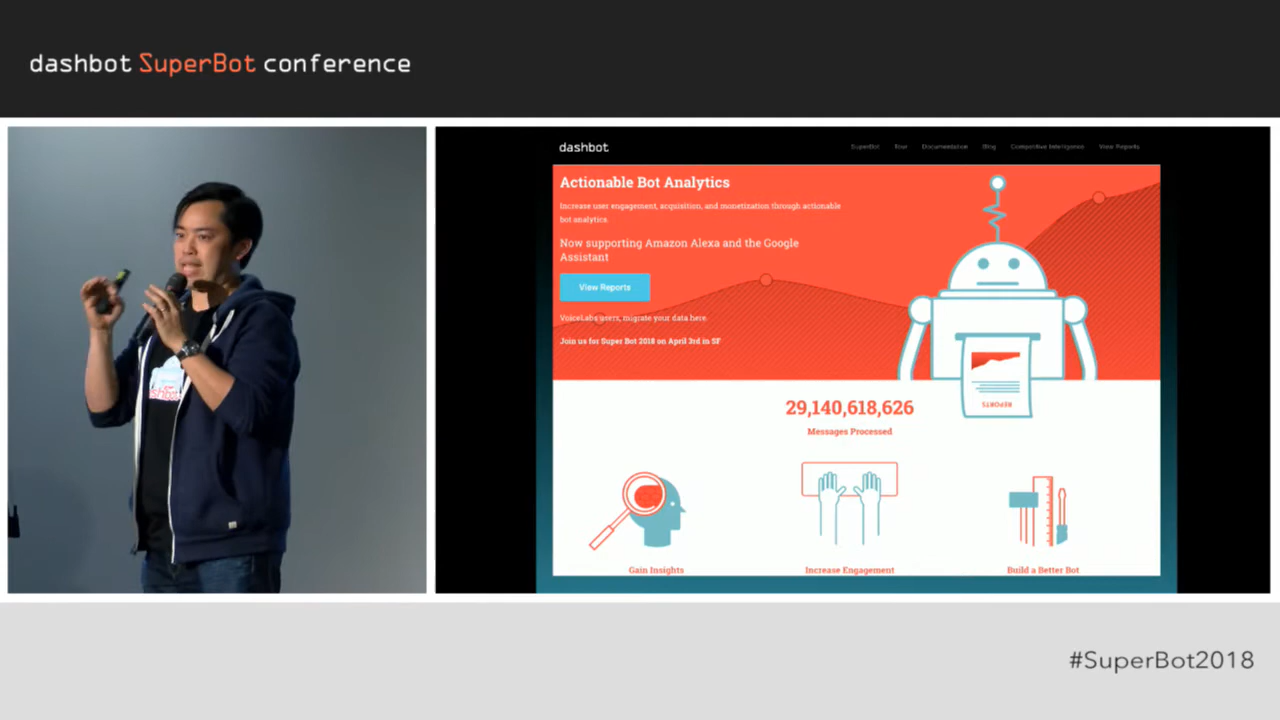 dashbot SuperBot conference
dashbot
SuperBot Tour Documentation Blog Competitive Intelligence View Reports
Actionable Bot Analytics
Increase user engagement, acquisition, and monetization through actionable
bot analytics.
Now supporting Amazon Alexa and the Google
Assistant
View Reports
VoiceLabs users, migrate your data here.
Join us for Super Bot 2018 on April 3rd in SF
REPORTS
29,140,618,626
Messages Processed
Gain Insights
Increase Engagement
Build a Better Bot
#SuperBot2018